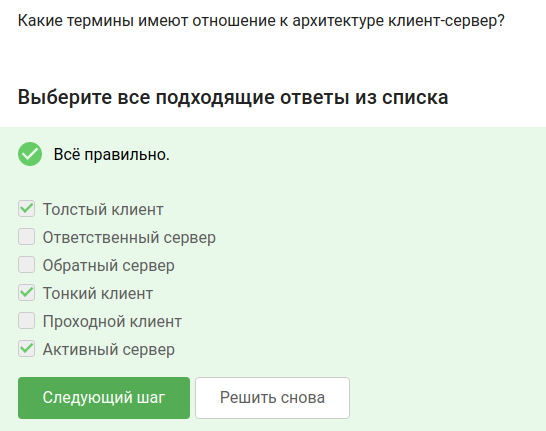 Какие термины имеют отношение к архитектуре клиент-сервер?
Выберите все подходящие ответы из списка
Всё правильно.
Толстый клиент
Ответственный сервер
Обратный сервер
Тонкий клиент
Проходной клиент
Активный сервер
Следующий шаг
Решить снова